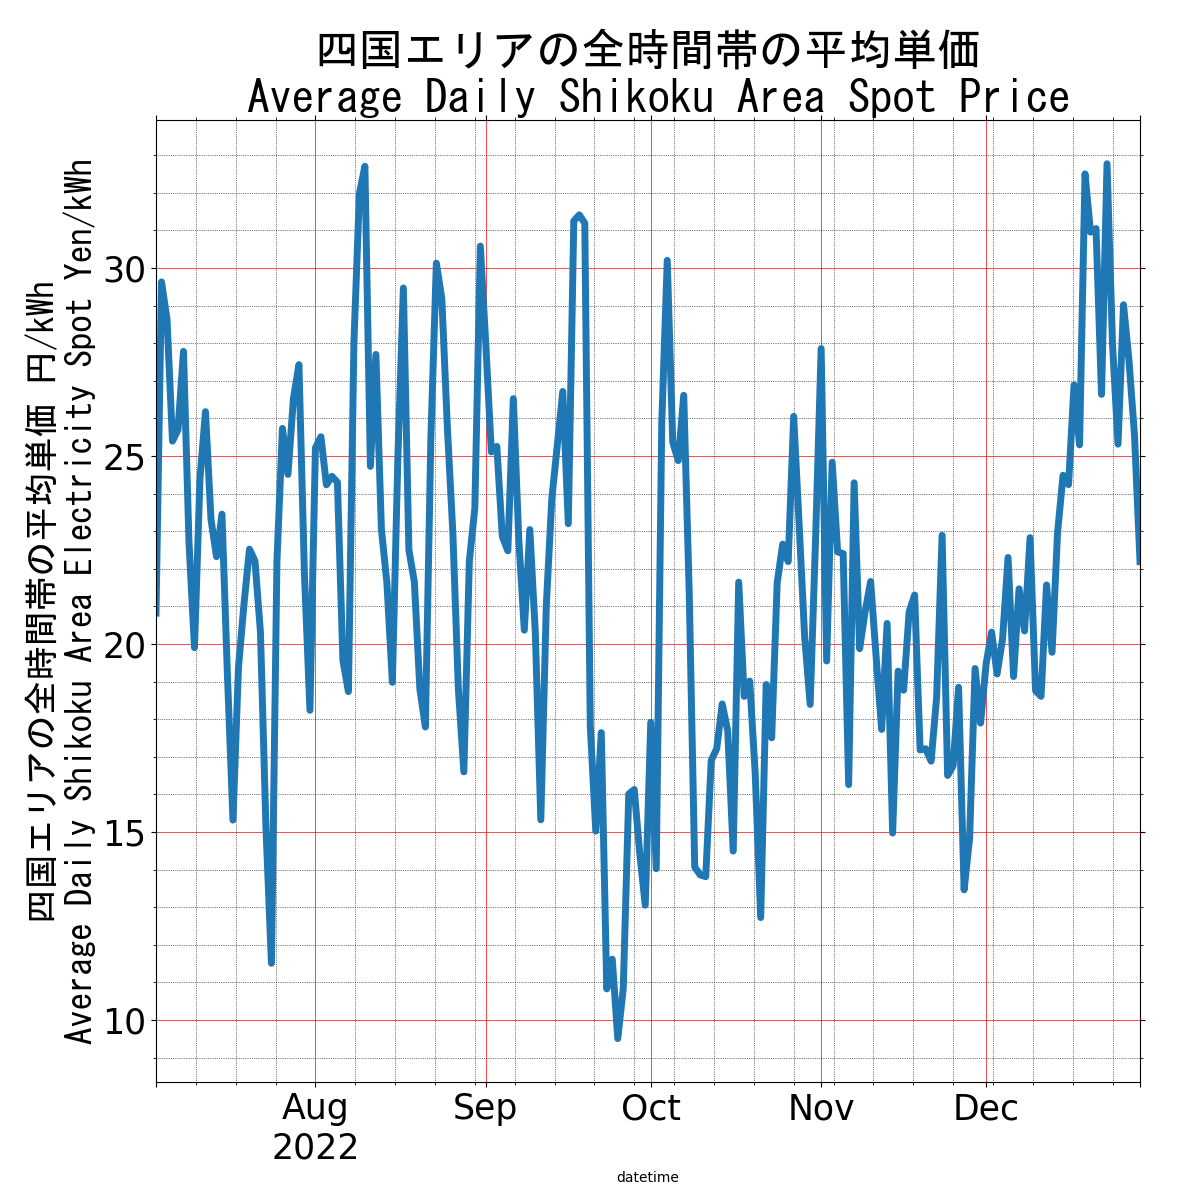 四国エリアの全時間帯の平均単価
Average Daily Shikoku Area Spot Price
四国エリアの全時間帯の平均単価 円/kWh
Average Daily Shikoku Area Electricity Spot Yen/kWh
30
25
20
15
10
Aug
2022
Sep
Oct
Nov
Dec
datetime